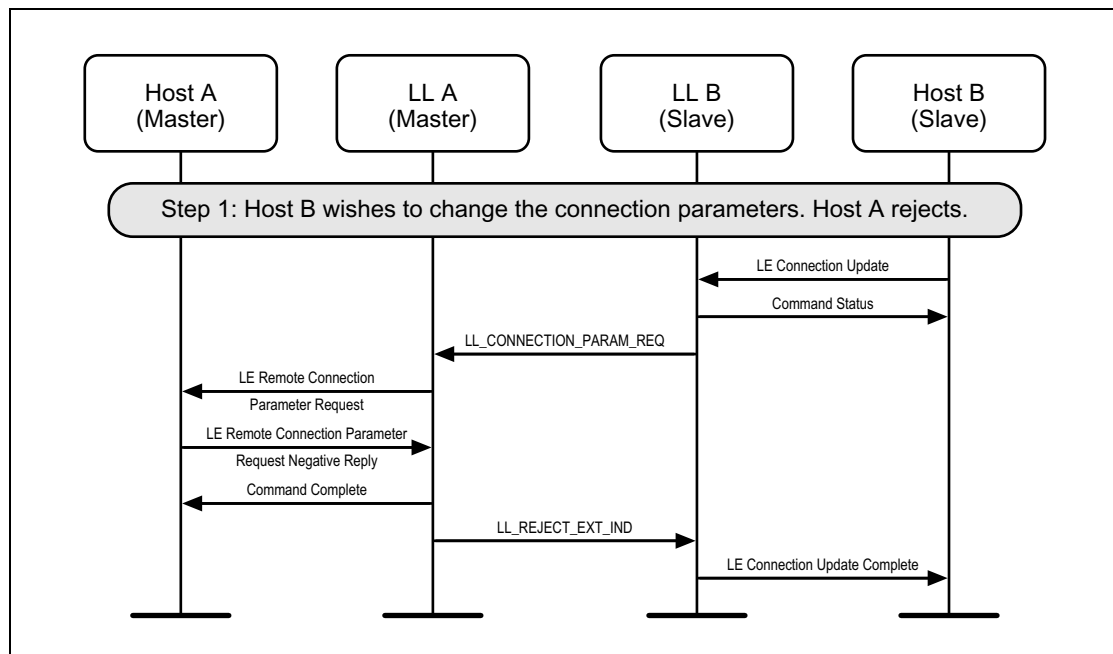 Host A
(Master)
LL A
(Master)
LL B
(Slave)
Host B
(Slave)
Step 1: Host B wishes to change the connection parameters. Host A rejects.
LE Connection Update
Command Status
LL_CONNECTION_PARAM_REQ
LE Remote Connection
Parameter Request
LE Remote Connection Parameter
Request Negative Reply
Command Complete
LL_REJECT_EXT_IND
LE Connection Update Complete